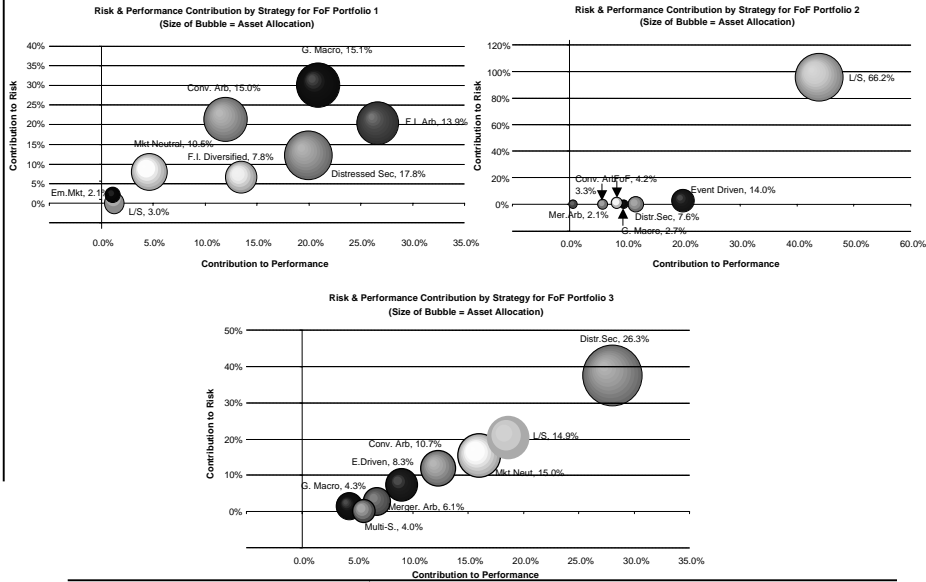 Risk & Performance Contribution by Strategy for FoF Portfolio 1
(Size of Bubble = Asset Allocation)
Contribution to Risk
40%
35%
30%
25%
20%
15%
10%
5%
0%
G. Macro, 15.1%
Conv. Arb, 15.0%
F.I. Arb, 13.9%
Mkt Neutral, 10.5%
F.I. Diversified, 7.8%
Distressed Sec, 17.8%
Em.Mkt, 2.1%
L/S, 3.0%
0.0% 5.0% 10.0% 15.0% 20.0% 25.0% 30.0% 35.0%
Contribution to Performance
Risk & Performance Contribution by Strategy for FoF Portfolio 2
(Size of Bubble = Asset Allocation)
Contribution to Risk
120%
100%
80%
60%
40%
20%
0%
L/S, 66.2%
Conv. Arb, 3.3%
FoF, 4.2%
Event Driven, 14.0%
Mer.Arb, 2.1%
Distr.Sec, 7.6%
G. Macro, 2.7%
0.0% 10.0% 20.0% 30.0% 40.0% 50.0% 60.0%
Contribution to Performance
Risk & Performance Contribution by Strategy for FoF Portfolio 3
(Size of Bubble = Asset Allocation)
Contribution to Risk
50%
40%
30%
20%
10%
0%
Distr.Sec, 26.3%
L/S, 14.9%
Conv. Arb, 10.7%
E.Driven, 8.3%
Mkt Neut, 15.0%
G. Macro, 4.3%
Merger. Arb, 6.1%
Multi-S., 4.0%
0.0% 5.0% 10.0% 15.0% 20.0% 25.0% 30.0% 35.0%
Contribution to Performance